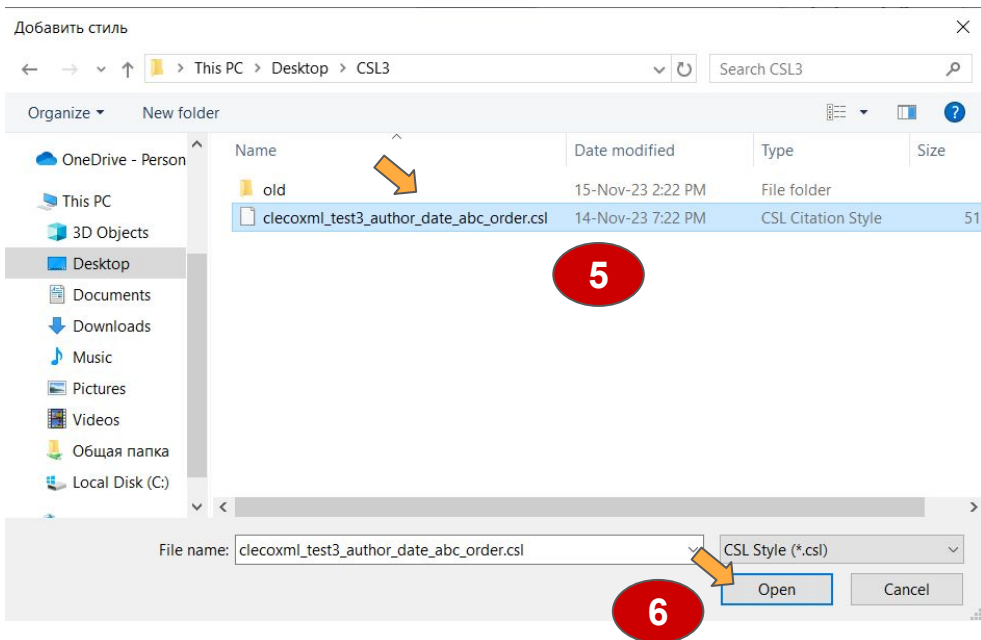 Добавить стиль
This PC > Desktop > CSL3
Search CSL3
Organize
New folder
Name
Date modified
Type
Size
OneDrive - Person
This PC
3D Objects
Desktop
Documents
Downloads
Music
Pictures
Videos
Общая папка
Local Disk (C:)
old 15-Nov-23 2:22 PM File folder
clecoxml_test3_author_date_abc_order.csl 14-Nov-23 7:22 PM CSL Citation Style 51
5
File name: clecoxml_test3_author_date_abc_order.csl CSL Style (*.csl)
Open Cancel
6